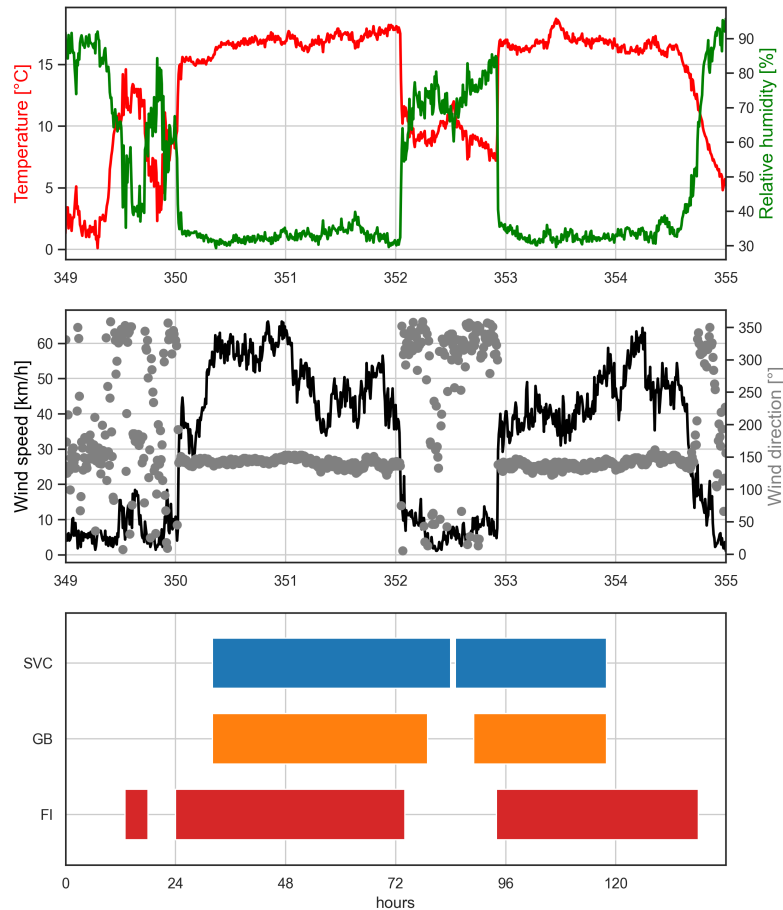 Temperature [°C]
15
10
5
0
90
80
70
60
50
40
30
Relative humidity [%]
349 350 351 352 353 354 355
Wind speed [km/h]
60
50
40
30
20
10
0
350
300
250
200
150
100
50
0
Wind direction [°]
349 350 351 352 353 354 355
SVC
GB
FI
0 24 48 72 96 120
hours